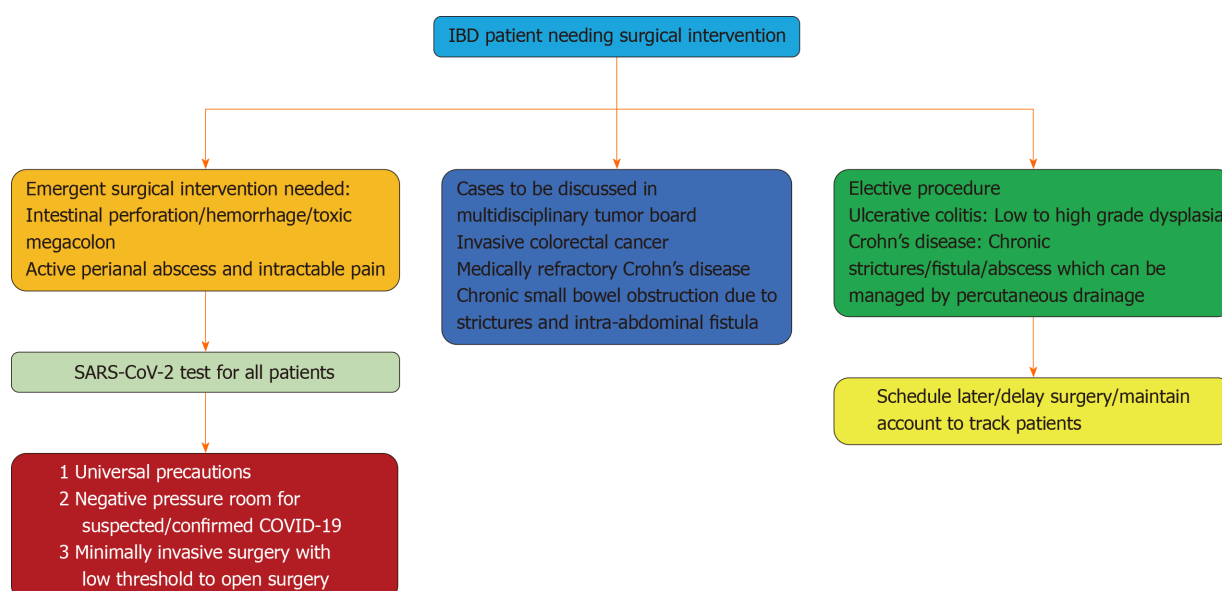 IBD patient needing surgical intervention
Emergent surgical intervention needed:
Intestinal perforation/hemorrhage/toxic
megacolon
Active perianal abscess and intractable pain
SARS-CoV-2 test for all patients
1 Universal precautions
2 Negative pressure room for
suspected/confirmed COVID-19
3 Minimally invasive surgery with
low threshold to open surgery
Cases to be discussed in
multidisciplinary tumor board
Invasive colorectal cancer
Medically refractory Crohn’s disease
Chronic small bowel obstruction due to
strictures and intra-abdominal fistula
Elective procedure
Ulcerative colitis: Low to high grade dysplasia
Crohn’s disease: Chronic
strictures/fistula/abscess which can be
managed by percutaneous drainage
Schedule later/delay surgery/maintain
account to track patients